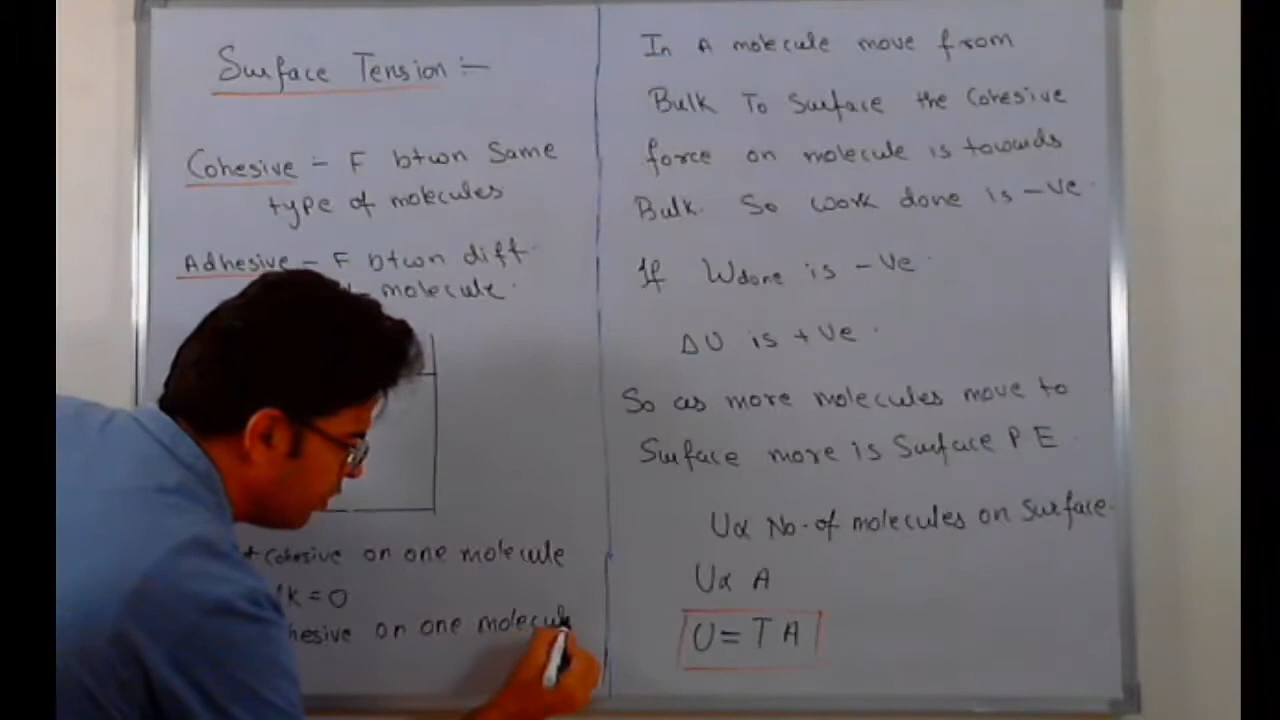 Surface Tension :-
Cohesive :- F btwn Same
type of molecules
Adhesive - F btwn diff.
molecule.
Cohesive on one molecule
k = 0
hesive on one molecule
In A molecule move from
Bulk To Surface the Cohesive
force on molecule is towards
Bulk. So work done is -Ve.
If Wdone is -Ve.
ΔU is +Ve.
So as more molecules move to
Surface more is Surface P E
U∝ No. of molecules on Surface.
U∝ A
U = T A